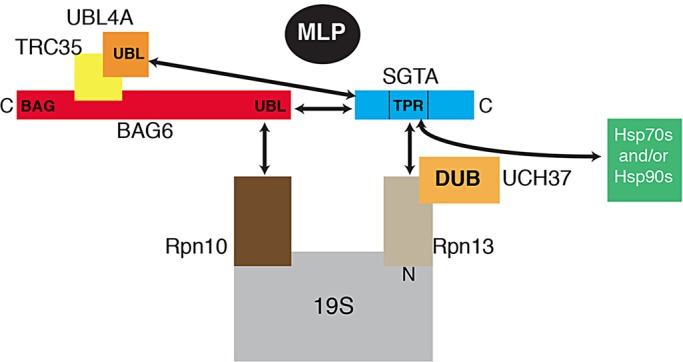 UBL4A
MLP
TRC35
UBL
SGTA
C BAG
UBL
TPR
C
BAG6
Hsp70s
and/or
Hsp90s
DUB
UCH37
Rpn10
Rpn13
N
19S